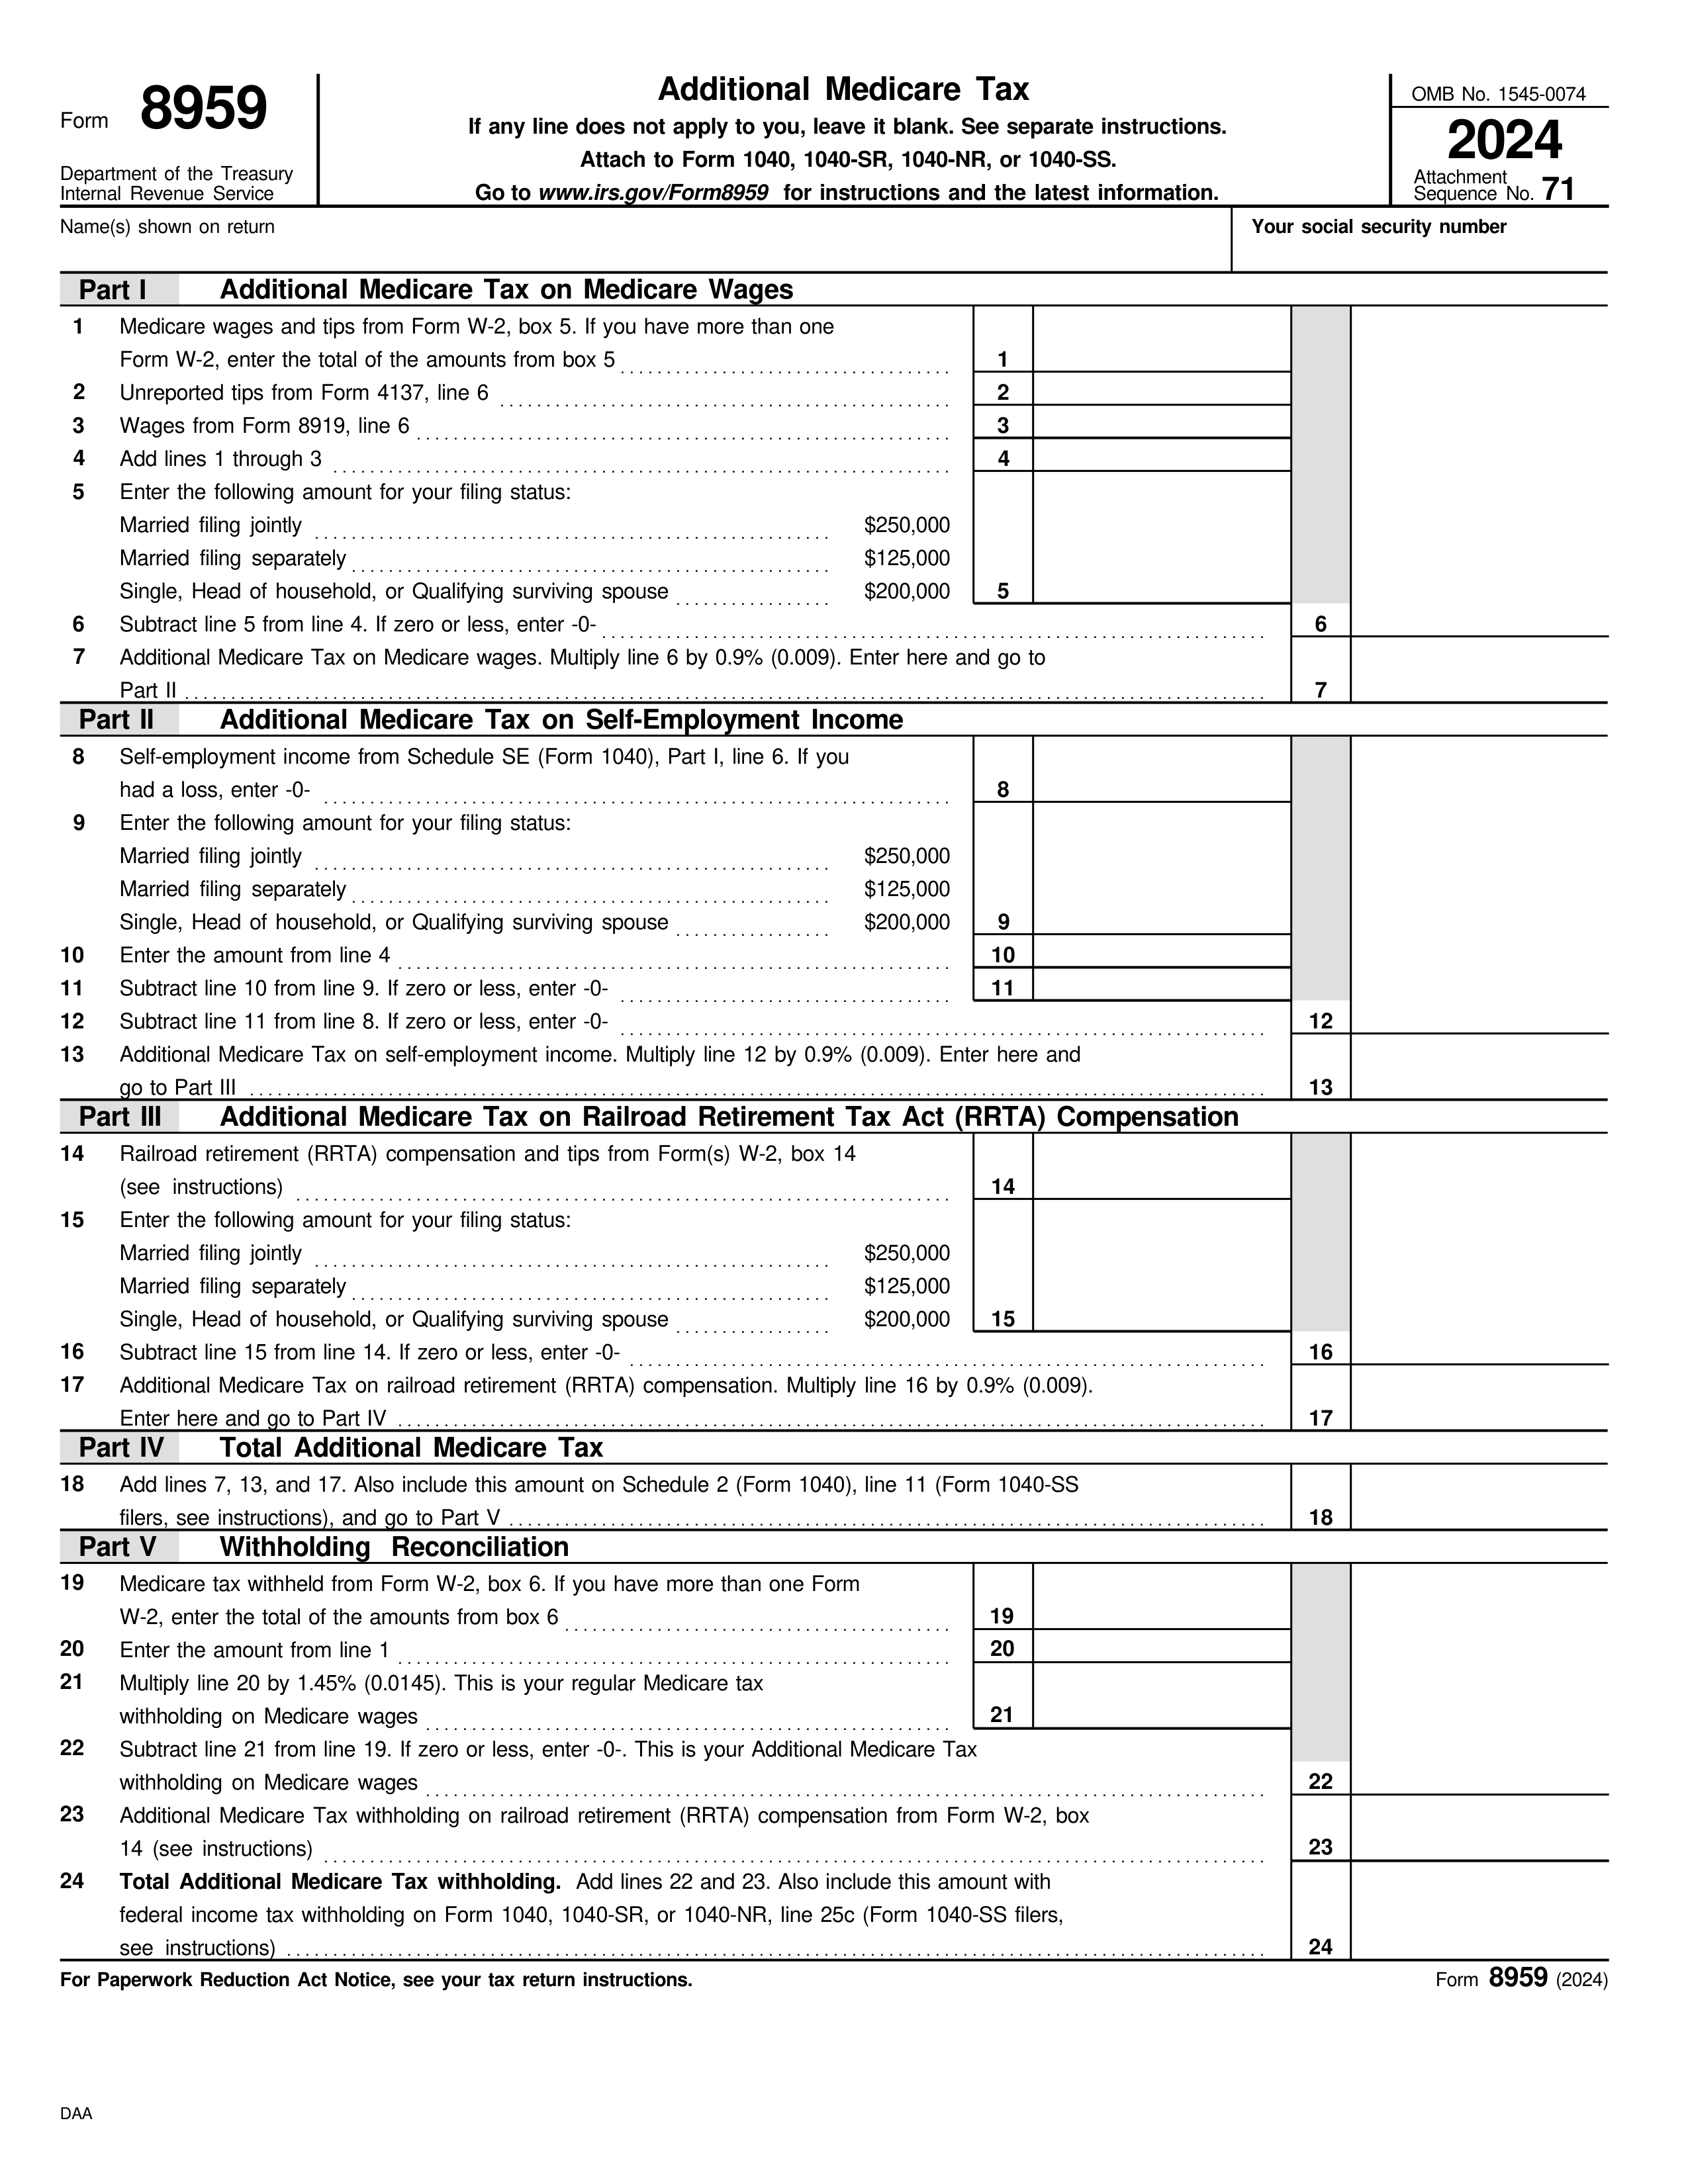 Form 8959
Department of the Treasury
Internal Revenue Service
Additional Medicare Tax
If any line does not apply to you, leave it blank. See separate instructions.
Attach to Form 1040, 1040-SR, 1040-NR, or 1040-SS.
Go to www.irs.gov/Form8959 for instructions and the latest information.
OMB No. 1545-0074
2024
Attachment
Sequence No. 71
Name(s) shown on return
Your social security number
Part I Additional Medicare Tax on Medicare Wages
1 Medicare wages and tips from Form W-2, box 5. If you have more than one
Form W-2, enter the total of the amounts from box 5 1
2 Unreported tips from Form 4137, line 6 2
3 Wages from Form 8919, line 6 3
4 Add lines 1 through 3 4
5 Enter the following amount for your filing status:
Married filing jointly $250,000
Married filing separately $125,000
Single, Head of household, or Qualifying surviving spouse $200,000 5
6 Subtract line 5 from line 4. If zero or less, enter -0- 6
7 Additional Medicare Tax on Medicare wages. Multiply line 6 by 0.9% (0.009). Enter here and go to
Part II 7
Part II Additional Medicare Tax on Self-Employment Income
8 Self-employment income from Schedule SE (Form 1040), Part I, line 6. If you
had a loss, enter -0- 8
9 Enter the following amount for your filing status:
Married filing jointly $250,000
Married filing separately $125,000
Single, Head of household, or Qualifying surviving spouse $200,000 9
10 Enter the amount from line 4 10
11 Subtract line 10 from line 9. If zero or less, enter -0- 11
12 Subtract line 11 from line 8. If zero or less, enter -0- 12
13 Additional Medicare Tax on self-employment income. Multiply line 12 by 0.9% (0.009). Enter here and
go to Part III 13
Part III Additional Medicare Tax on Railroad Retirement Tax Act (RRTA) Compensation
14 Railroad retirement (RRTA) compensation and tips from Form(s) W-2, box 14
(see instructions) 14
15 Enter the following amount for your filing status:
Married filing jointly $250,000
Married filing separately $125,000
Single, Head of household, or Qualifying surviving spouse $200,000 15
16 Subtract line 15 from line 14. If zero or less, enter -0- 16
17 Additional Medicare Tax on railroad retirement (RRTA) compensation. Multiply line 16 by 0.9% (0.009).
Enter here and go to Part IV 17
Part IV Total Additional Medicare Tax
18 Add lines 7, 13, and 17. Also include this amount on Schedule 2 (Form 1040), line 11 (Form 1040-SS
filers, see instructions), and go to Part V 18
Part V Withholding Reconciliation
19 Medicare tax withheld from Form W-2, box 6. If you have more than one Form
W-2, enter the total of the amounts from box 6 19
20 Enter the amount from line 1 20
21 Multiply line 20 by 1.45% (0.0145). This is your regular Medicare tax
withholding on Medicare wages 21
22 Subtract line 21 from line 19. If zero or less, enter -0-. This is your Additional Medicare Tax
withholding on Medicare wages 22
23 Additional Medicare Tax withholding on railroad retirement (RRTA) compensation from Form W-2, box
14 (see instructions) 23
24 Total Additional Medicare Tax withholding. Add lines 22 and 23. Also include this amount with
federal income tax withholding on Form 1040, 1040-SR, or 1040-NR, line 25c (Form 1040-SS filers,
see instructions) 24
For Paperwork Reduction Act Notice, see your tax return instructions.
Form 8959 (2024)
DAA